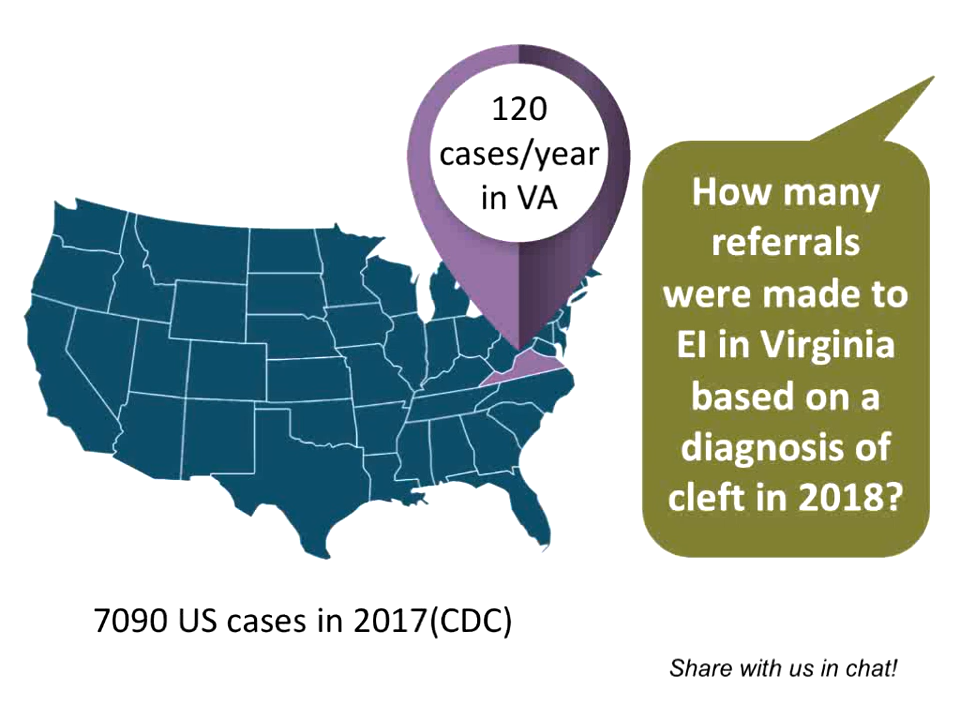 120
cases/year
in VA
How many
referrals
were made to
EI in Virginia
based on a
diagnosis of
cleft in 2018?
7090 US cases in 2017(CDC)
Share with us in chat!